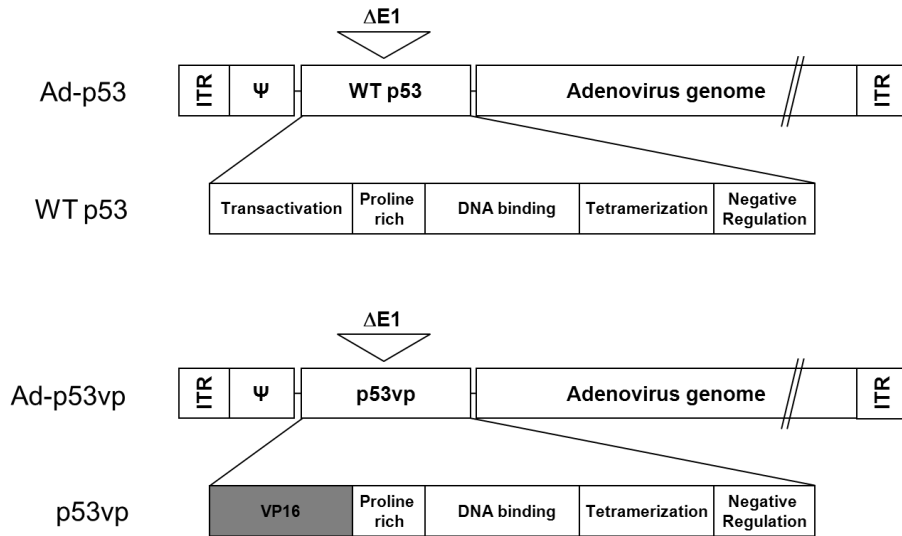 ΔE1
Ad-p53 ITR Ψ WT p53 Adenovirus genome ITR
WT p53 Transactivation Proline rich DNA binding Tetramerization Negative Regulation
ΔE1
Ad-p53vp ITR Ψ p53vp Adenovirus genome ITR
p53vp VP16 Proline rich DNA binding Tetramerization Negative Regulation